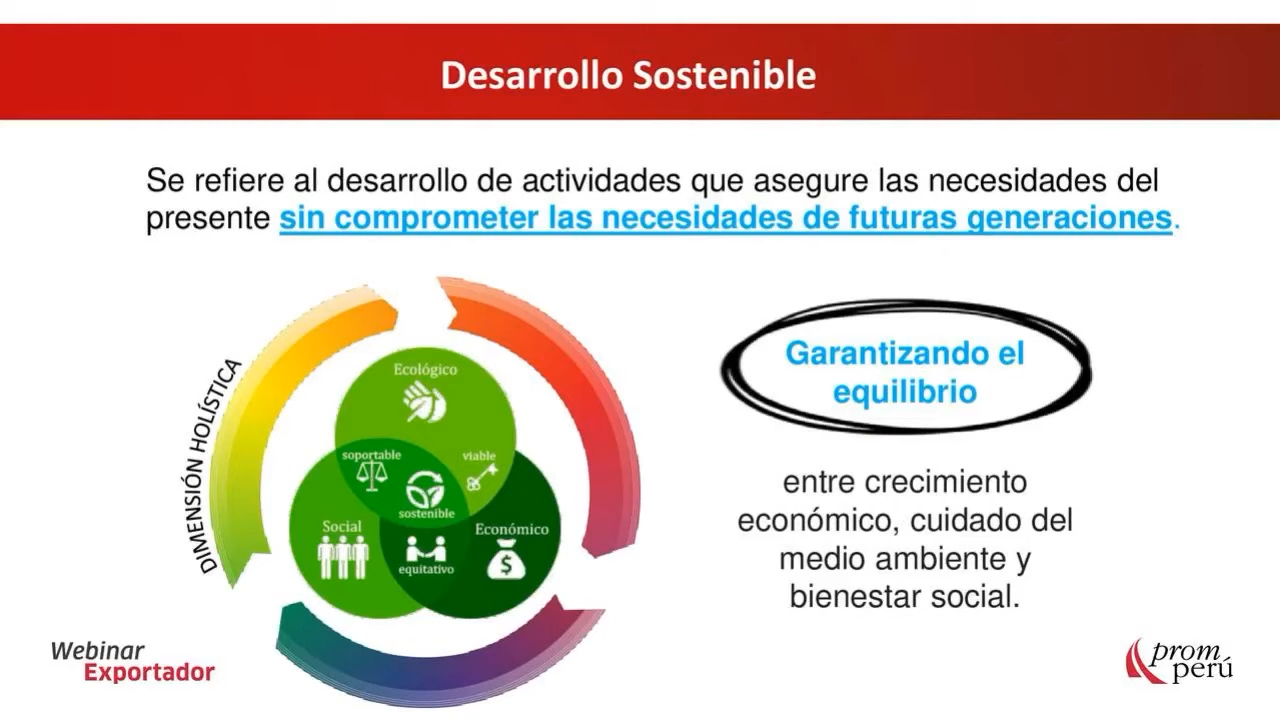 Desarrollo Sostenible
Se refiere al desarrollo de actividades que asegure las necesidades del
presente sin comprometer las necesidades de futuras generaciones.
DIMENSIÓN HOLÍSTICA
Ecológico
soportable
viable
sostenible
Social
Económico
equitativo
$
Garantizando el
equilibrio
entre crecimiento
económico, cuidado del
medio ambiente y
bienestar social.
Webinar
Exportador
prom
perú